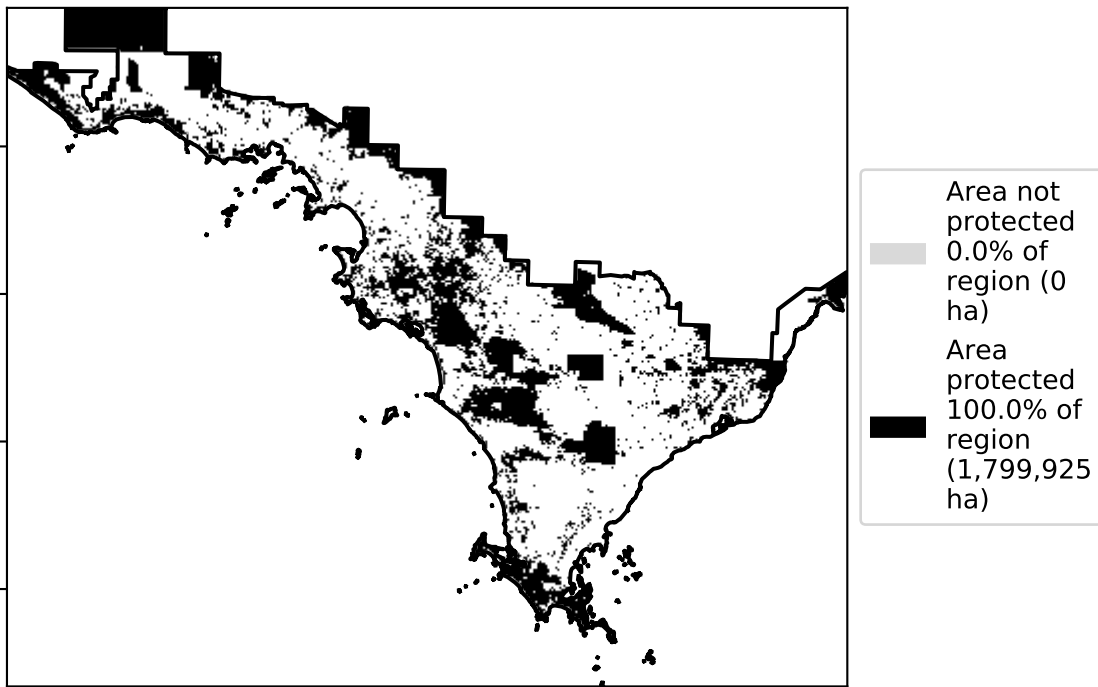 Area not
protected
0.0% of
region (0
ha)
Area
protected
100.0% of
region
(1,799,925
ha)